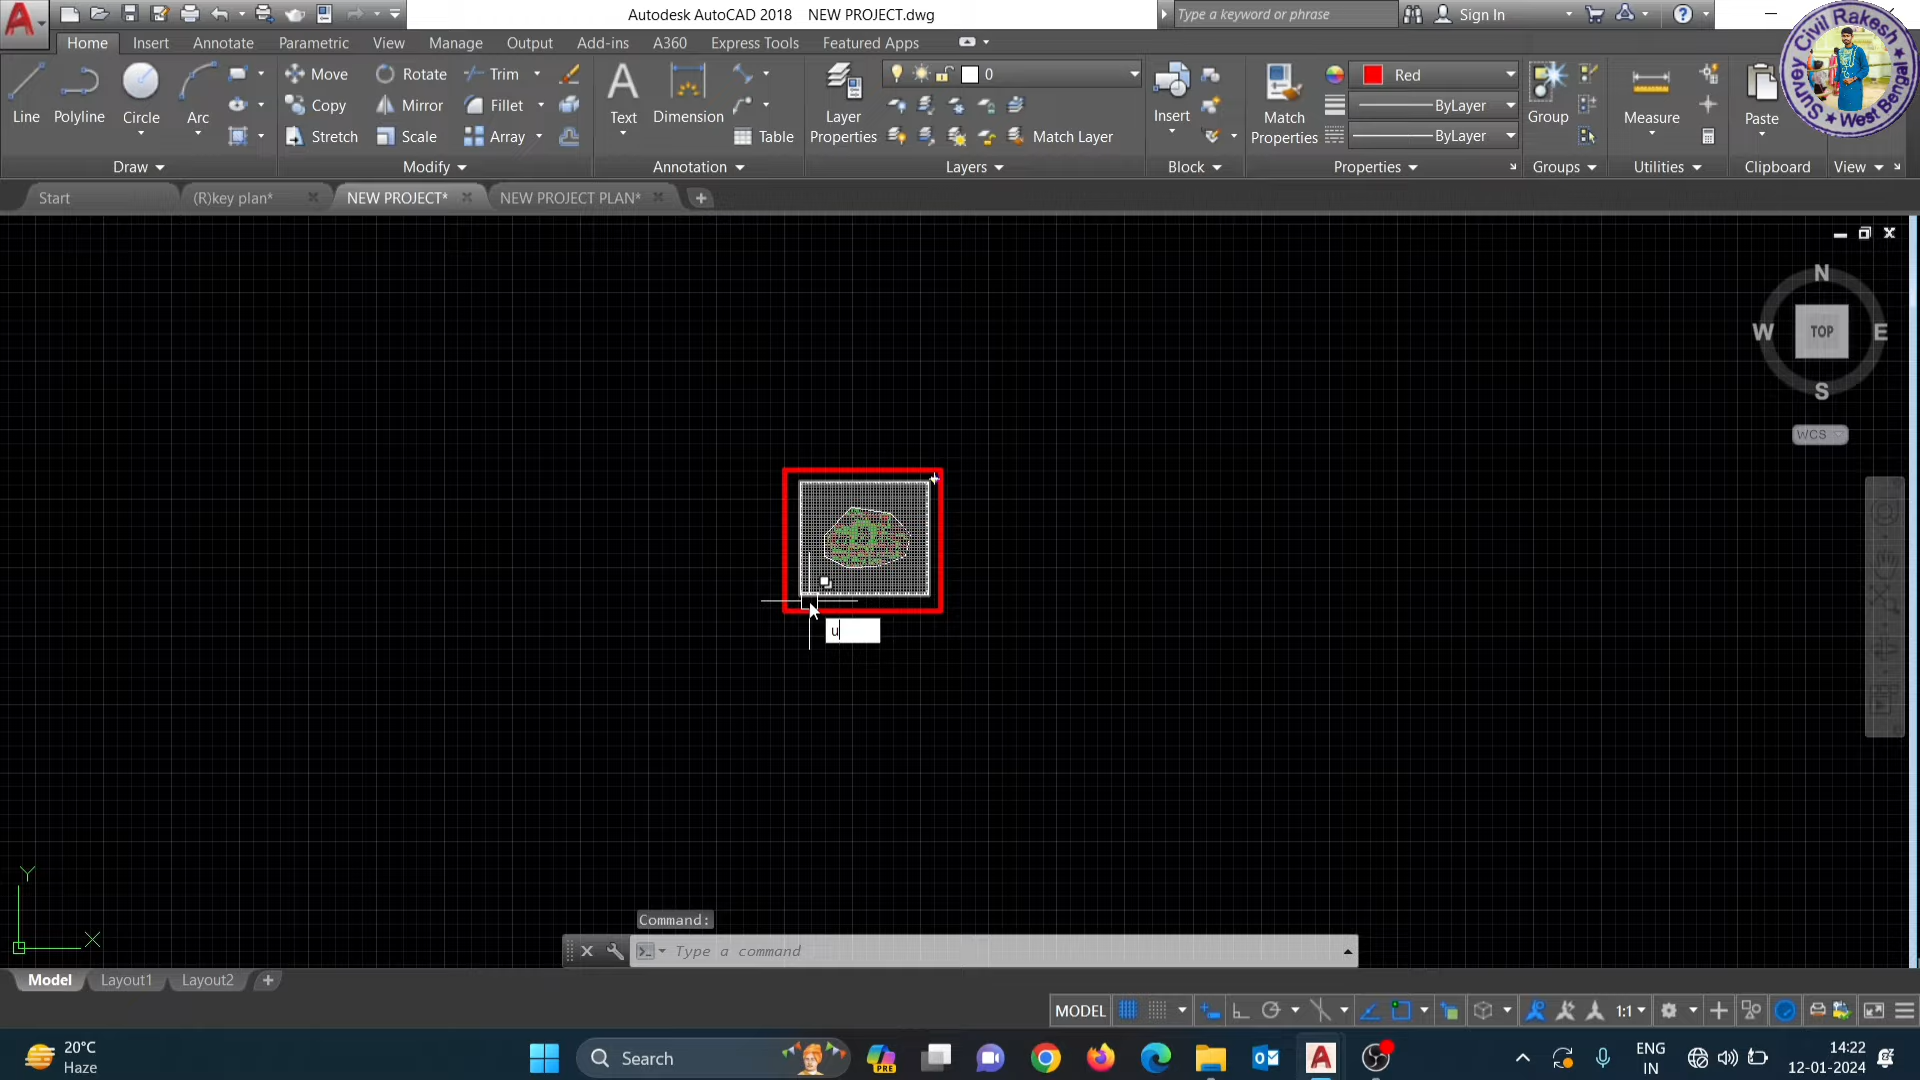 Autodesk AutoCAD 2018 NEW PROJECT.dwg
Type a keyword or phrase
Sign In
Home Insert Annotate Parametric View Manage Output Add-ins A360 Express Tools Featured Apps
Line Polyline Circle Arc
Move Rotate Trim
Copy Mirror Fillet
Stretch Scale Array
Text Dimension Table
Layer Properties
0
Match Layer
Insert
Match Properties
Red
ByLayer
ByLayer
Group
Measure
Paste
Draw Modify Annotation Layers Block Properties Groups Utilities Clipboard View
Survey Civil Rakesh
West Bengal
Start (R)key plan* NEW PROJECT* NEW PROJECT PLAN*
N
W TOP E
S
WCS
u
Y
X
Command:
Type a command
Model Layout1 Layout2
MODEL 1:1
20°C
Haze
Search
PRE
ENG
IN
14:22
12-01-2024